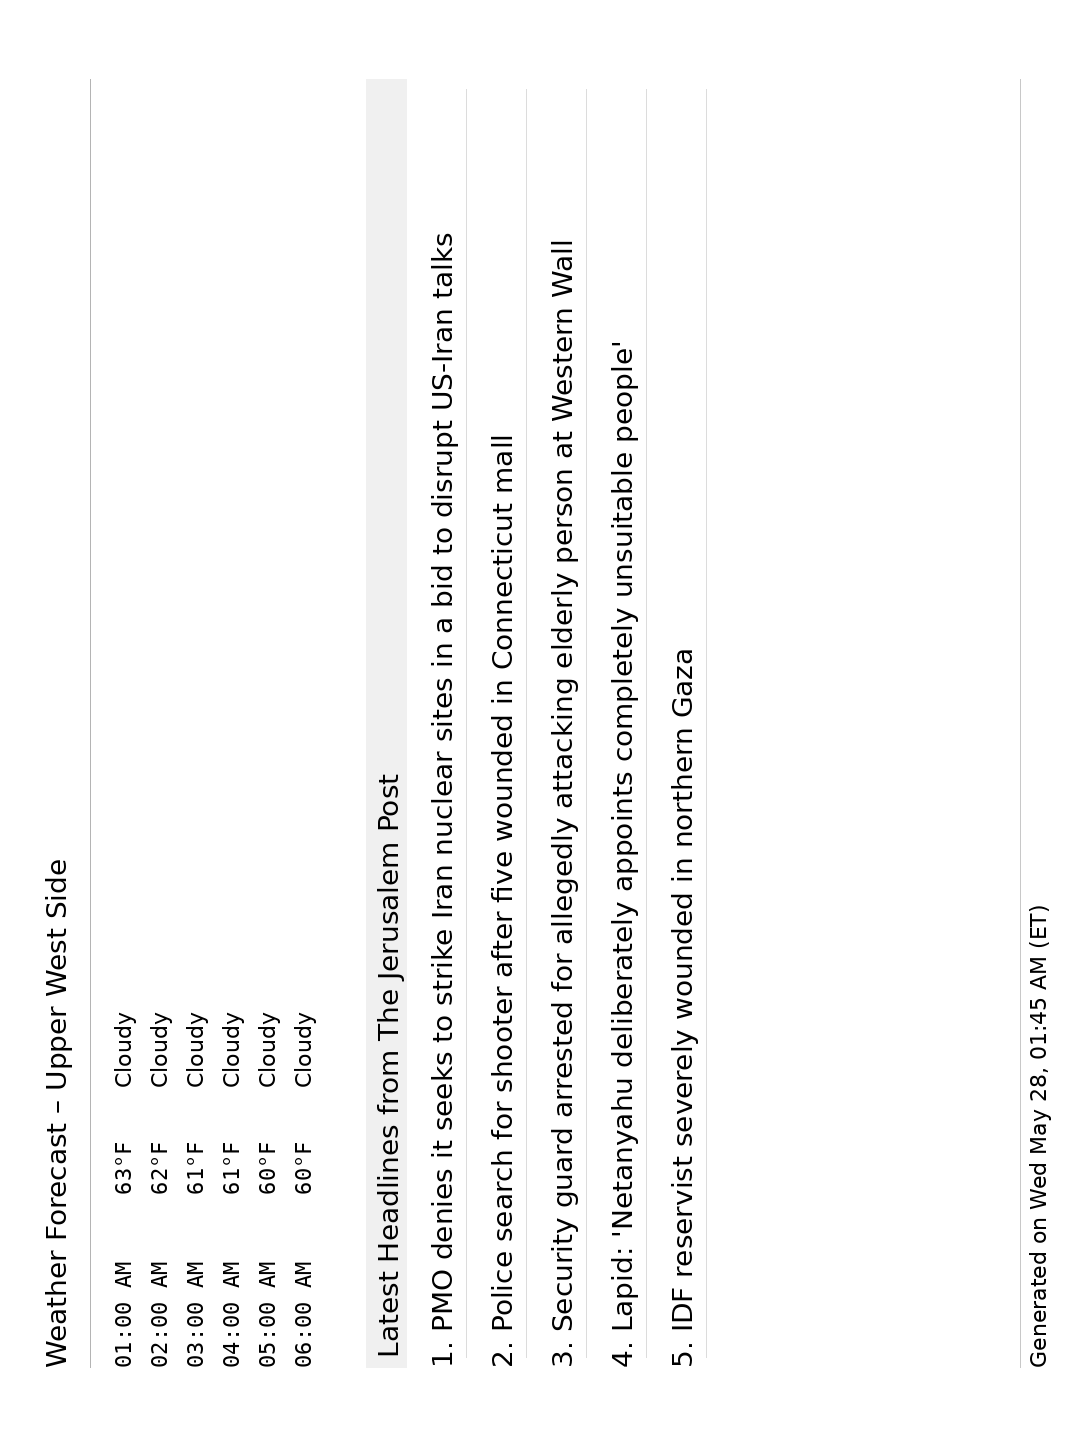 Weather Forecast – Upper West Side
01:00 AM 63°F Cloudy
02:00 AM 62°F Cloudy
03:00 AM 61°F Cloudy
04:00 AM 61°F Cloudy
05:00 AM 60°F Cloudy
06:00 AM 60°F Cloudy
Latest Headlines from The Jerusalem Post
1. PMO denies it seeks to strike Iran nuclear sites in a bid to disrupt US-Iran talks
2. Police search for shooter after five wounded in Connecticut mall
3. Security guard arrested for allegedly attacking elderly person at Western Wall
4. Lapid: 'Netanyahu deliberately appoints completely unsuitable people'
5. IDF reservist severely wounded in northern Gaza
Generated on Wed May 28, 01:45 AM (ET)